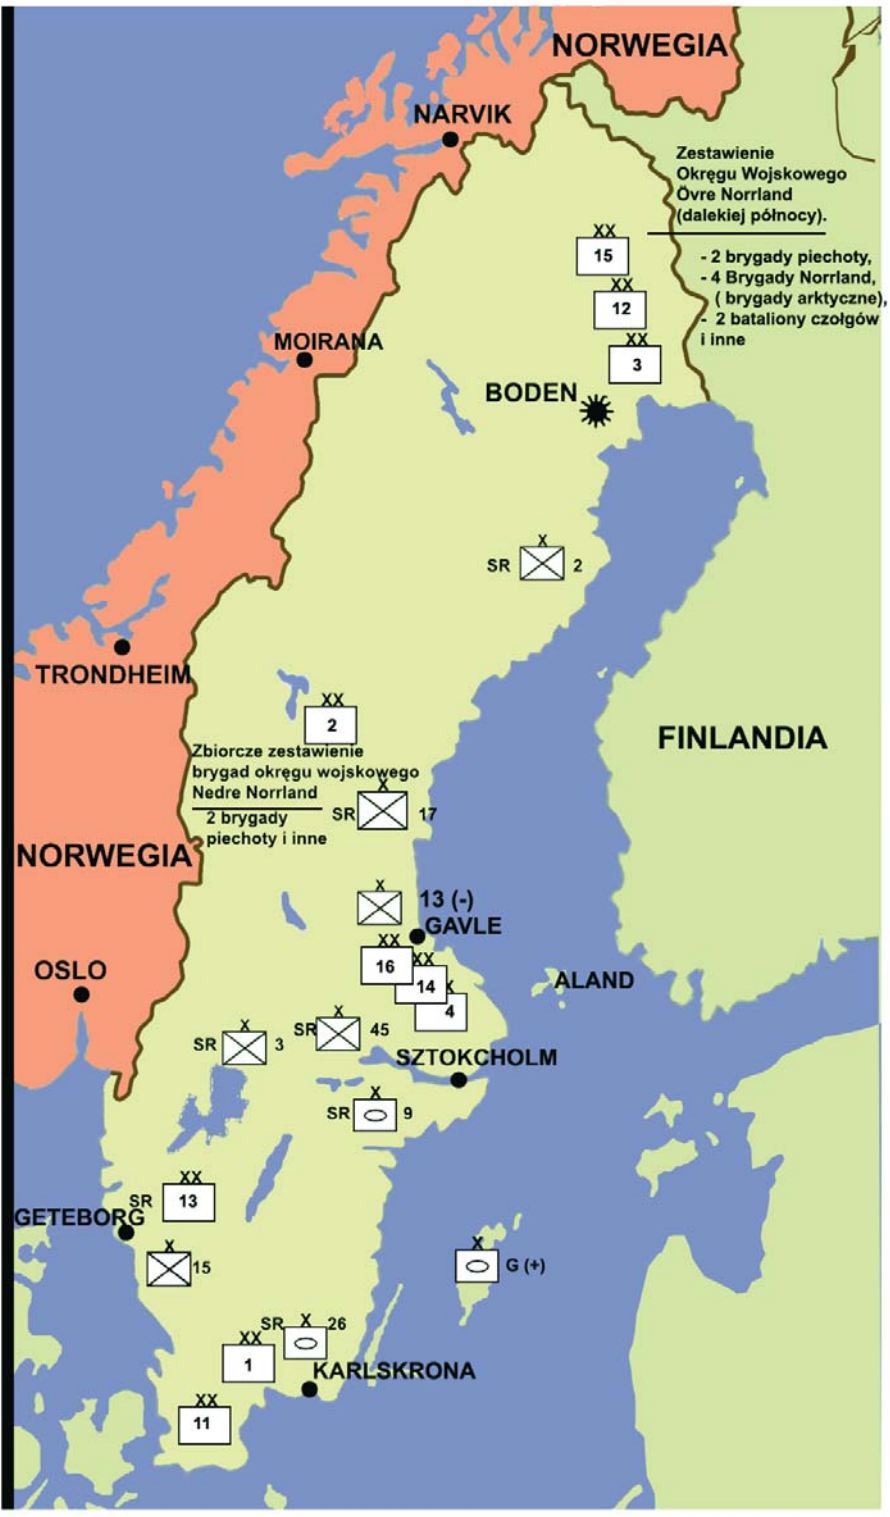 NORWEGIA
NARVIK
Zestawienie
Okręgu Wojskowego
Övre Norrland
(dalekiej północy).
- 2 brygady piechoty,
- 4 Brygady Norrland,
( brygady arktyczne),
- 2 bataliony czołgów
i inne
XX
15
XX
12
XX
3
MOIRANA
BODEN
X
SR 2
TRONDHEIM
XX
2
FINLANDIA
Zbiorcze zestawienie
brygad okręgu wojskowego
Nedre Norrland
2 brygady
piechoty i inne
X
SR 17
NORWEGIA
X
13 (-)
GAVLE
XX
16
XX
14
X
4
OSLO
ALAND
X
SR 3
X
SR 45
SZTOKCHOLM
X
SR 9
XX
SR 13
GETEBORG
X
15
X
G (+)
X
SR 26
XX
1
KARLSKRONA
XX
11